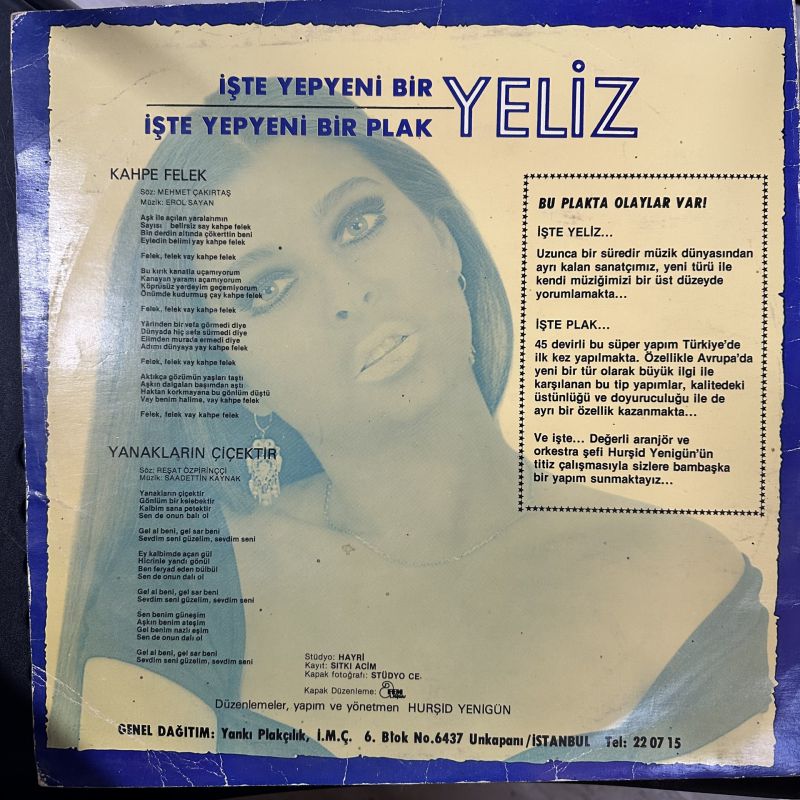 İŞTE YEPYENİ BİR
İŞTE YEPYENİ BİR PLAK
YELİZ
KAHPE FELEK
Söz: MEHMET ÇAKIRTAŞ
Müzik: EROL SAYAN
Aşk ile açılan yaralarımın
Sayısı belirsiz say kahpe felek
Bin derdin altında çökerttin beni
Eyledin belimi yay kahpe felek
Felek, felek vay kahpe felek
Bu kırık kanatla uçamıyorum
Kanayan yaramı açamıyorum
Köprüsüz yerdeyim geçemiyorum
Önümde kudurmuş çay kahpe felek
Felek, felek vay kahpe felek
Yârinden bir vefa görmedi diye
Dünyada hiç sefa sürmedi diye
Elimden murada ermedi diye
Adımı dünyaya yay kahpe felek
Felek, felek vay kahpe felek
Aktıkça gözümün yaşları taştı
Aşkın dalgaları başımdan aştı
Haktan korkmayana bu gönlüm düştü
Vay benim halime, vay kahpe felek
Felek, felek vay kahpe felek
YANAKLARIN ÇİÇEKTİR
Söz: REŞAT ÖZPİRİNÇÇİ
Müzik: SAADETTİN KAYNAK
Yanakların çiçektir
Gönlüm bir kelebektir
Kalbim sana petektir
Sen de onun balı ol
Gel al beni, gel sar beni
Sevdim seni güzelim, sevdim seni
Ey kalbimde açan gül
Hicrinle yandı gönül
Ben feryad eden bülbül
Sen de onun dalı ol
Gel al beni, gel sar beni
Sevdim seni güzelim, sevdim seni
Sen benim güneşim
Aşkın benim ateşim
Gel benim nazlı eşim
Sen de onun dalı ol
Gel al beni, gel sar beni
Sevdim seni güzelim, sevdim seni
BU PLAKTA OLAYLAR VAR!
İŞTE YELİZ...
Uzunca bir süredir müzik dünyasından
ayrı kalan sanatçımız, yeni türü ile
kendi müziğimizi bir üst düzeyde
yorumlamakta...
İŞTE PLAK...
45 devirli bu süper yapım Türkiye'de
ilk kez yapılmakta. Özellikle Avrupa'da
yeni bir tür olarak büyük ilgi ile
karşılanan bu tip yapımlar, kalitedeki
üstünlüğü ve doyuruculuğu ile de
ayrı bir özellik kazanmakta...
Ve işte... Değerli aranjör ve
orkestra şefi Hurşid Yenigün'ün
titiz çalışmasıyla sizlere bambaşka
bir yapım sunmaktayız...
Stüdyo: HAYRİ
Kayıt: SITKI ACİM
Kapak fotoğrafı: STÜDYO CE.
Kapak Düzenleme:
Düzenlemeler, yapım ve yönetmen HURŞİD YENİGÜN
GENEL DAĞITIM: Yankı Plakçılık, İ.M.Ç. 6. Blok No.6437 Unkapanı/İSTANBUL Tel: 22 07 15